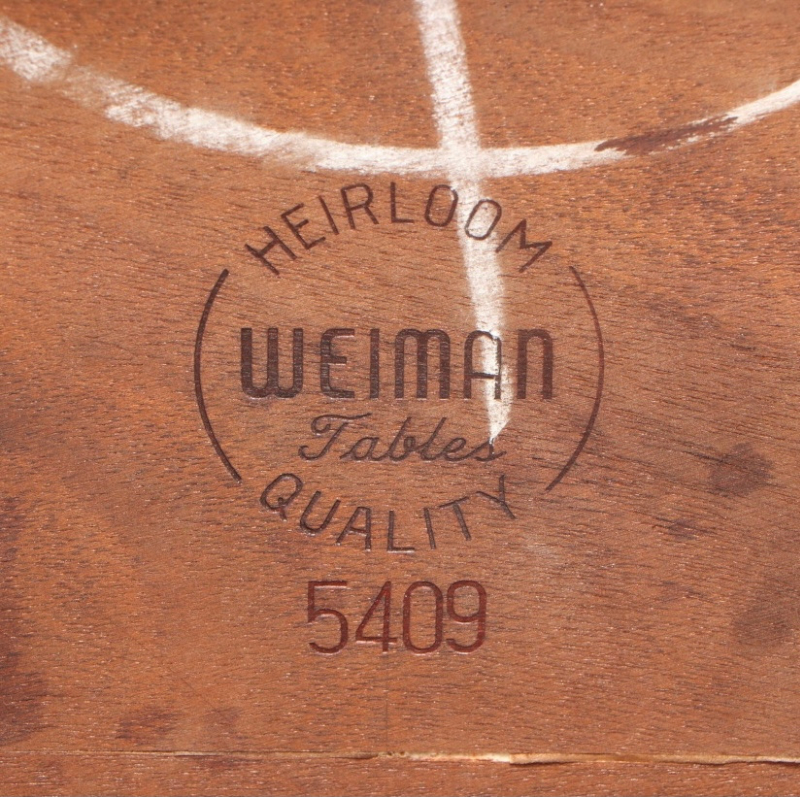 HEIRLOOM
WEIMAN
Tables
QUALITY
5409